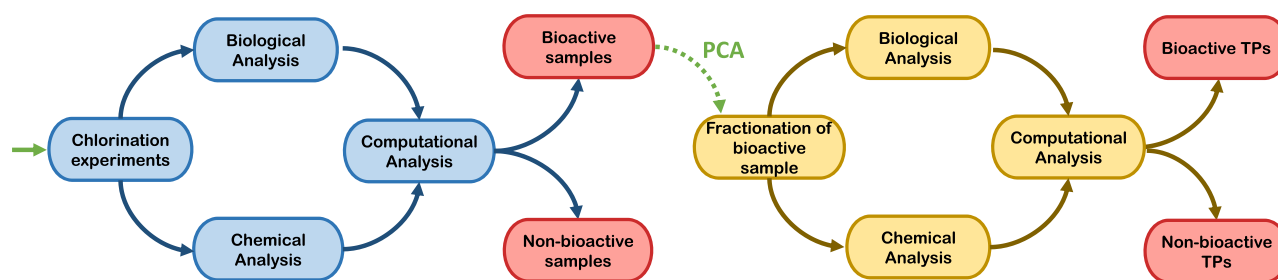 Chlorination
experiments
Biological
Analysis
Chemical
Analysis
Computational
Analysis
Bioactive
samples
Non-bioactive
samples
PCA
Fractionation of
bioactive
sample
Biological
Analysis
Chemical
Analysis
Computational
Analysis
Bioactive TPs
Non-bioactive
TPs